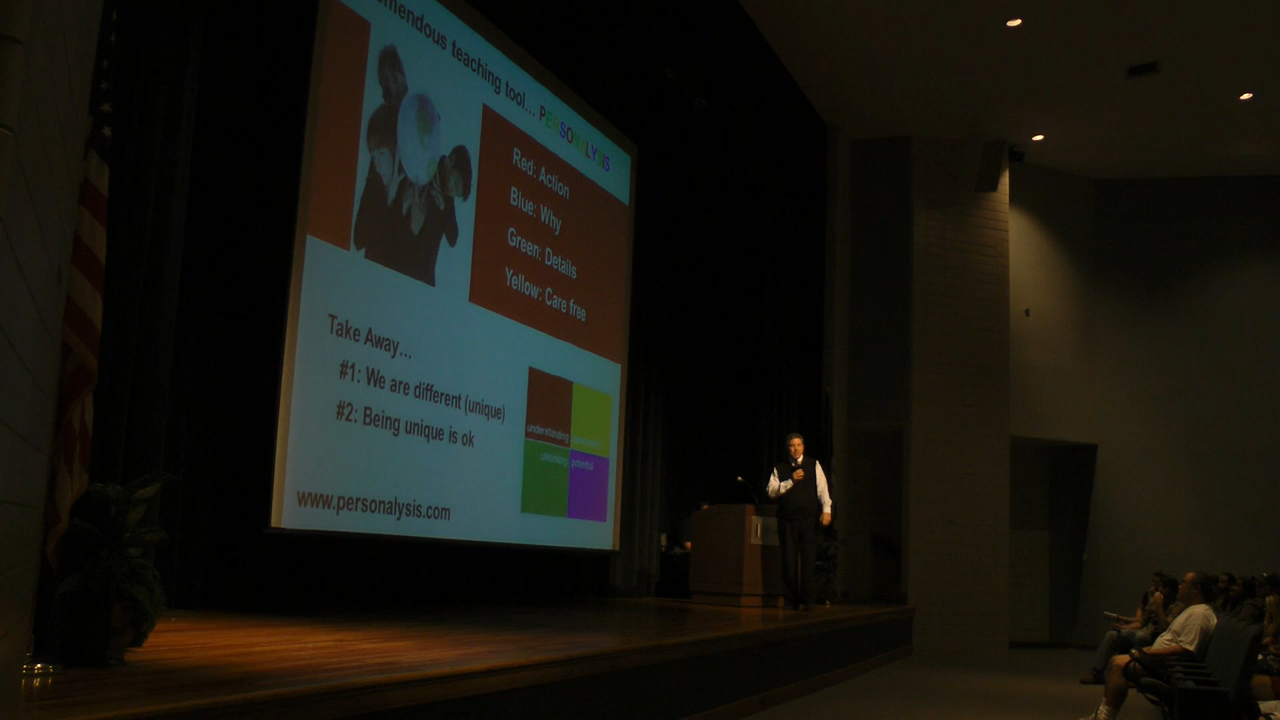 teaching tool... PERSONALYSIS
Red: Action
Blue: Why
Green: Details
Yellow: Care free
Take Away...
#1: We are different (unique)
#2: Being unique is ok
understanding
potential
www.personalysis.com